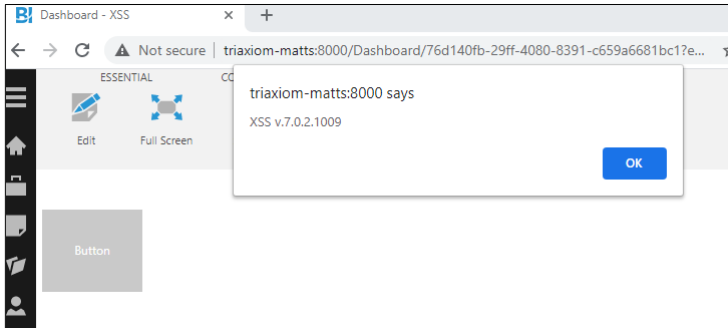 Dashboard - XSS
Not secure | triaxiom-matts:8000/Dashboard/76d140fb-29ff-4080-8391-c659a6681bc1?e...
ESSENTIAL
CO
Edit
Full Screen
triaxiom-matts:8000 says
XSS v.7.0.2.1009
OK
Button